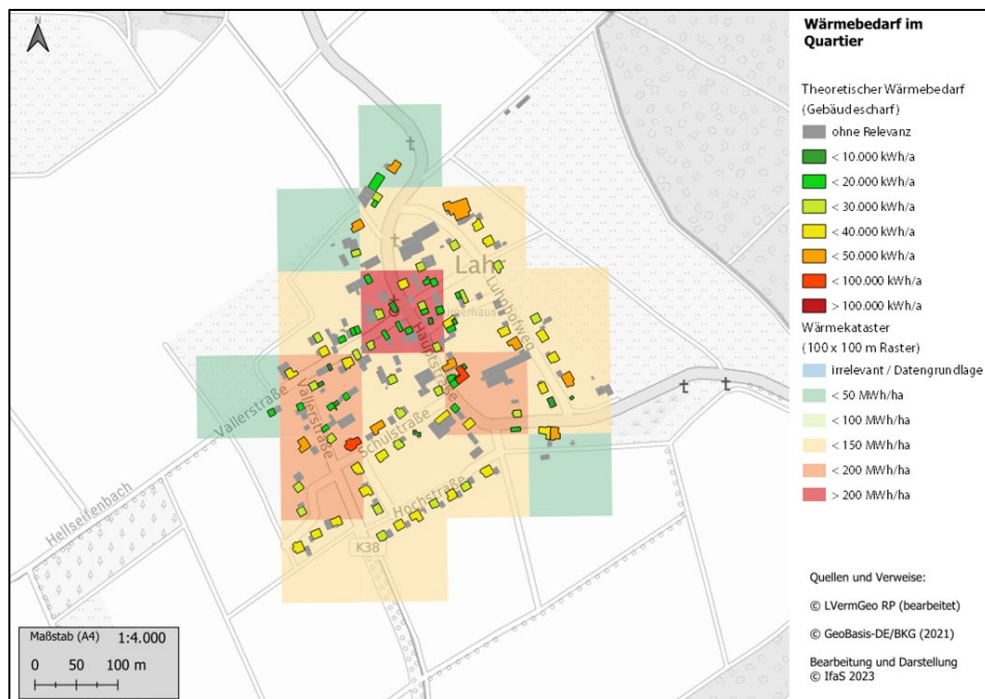 N
Wärmebedarf im
Quartier
Theoretischer Wärmebedarf
(Gebäudescharf)
ohne Relevanz
< 10.000 kWh/a
< 20.000 kWh/a
< 30.000 kWh/a
< 40.000 kWh/a
< 50.000 kWh/a
< 100.000 kWh/a
> 100.000 kWh/a
Wärmekataster
(100 x 100 m Raster)
irrelevant / Datengrundlage
< 50 MWh/ha
< 100 MWh/ha
< 150 MWh/ha
< 200 MWh/ha
> 200 MWh/ha
Quellen und Verweise:
© LVermGeo RP (bearbeitet)
© GeoBasis-DE/BKG (2021)
Bearbeitung und Darstellung
© IfaS 2023
Lahr
Luhnhofweg
Hauptstraße
Vallerstraße
Vallerstraße
Schulstraße
Hochstraße
Hellseifenbach
K38
Maßstab (A4) 1:4.000
0 50 100 m